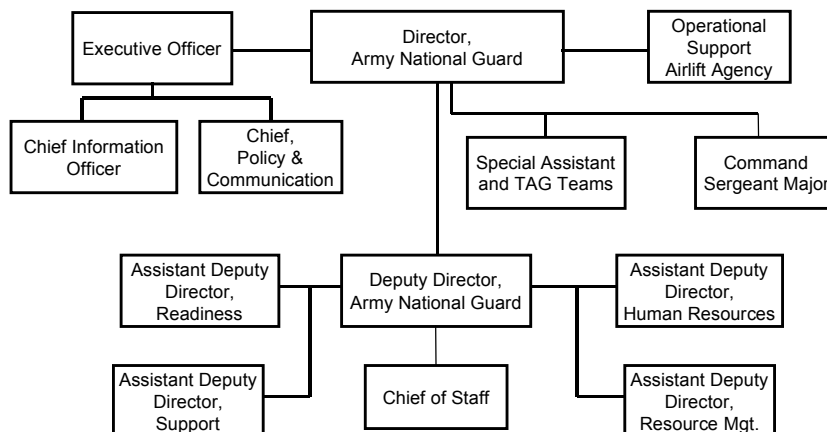 Executive Officer
Director,
Army National Guard
Operational
Support
Airlift Agency
Chief Information
Officer
Chief,
Policy &
Communication
Special Assistant
and TAG Teams
Command
Sergeant Major
Assistant Deputy
Director,
Readiness
Deputy Director,
Army National Guard
Assistant Deputy
Director,
Human Resources
Assistant Deputy
Director,
Support
Chief of Staff
Assistant Deputy
Director,
Resource Mgt.